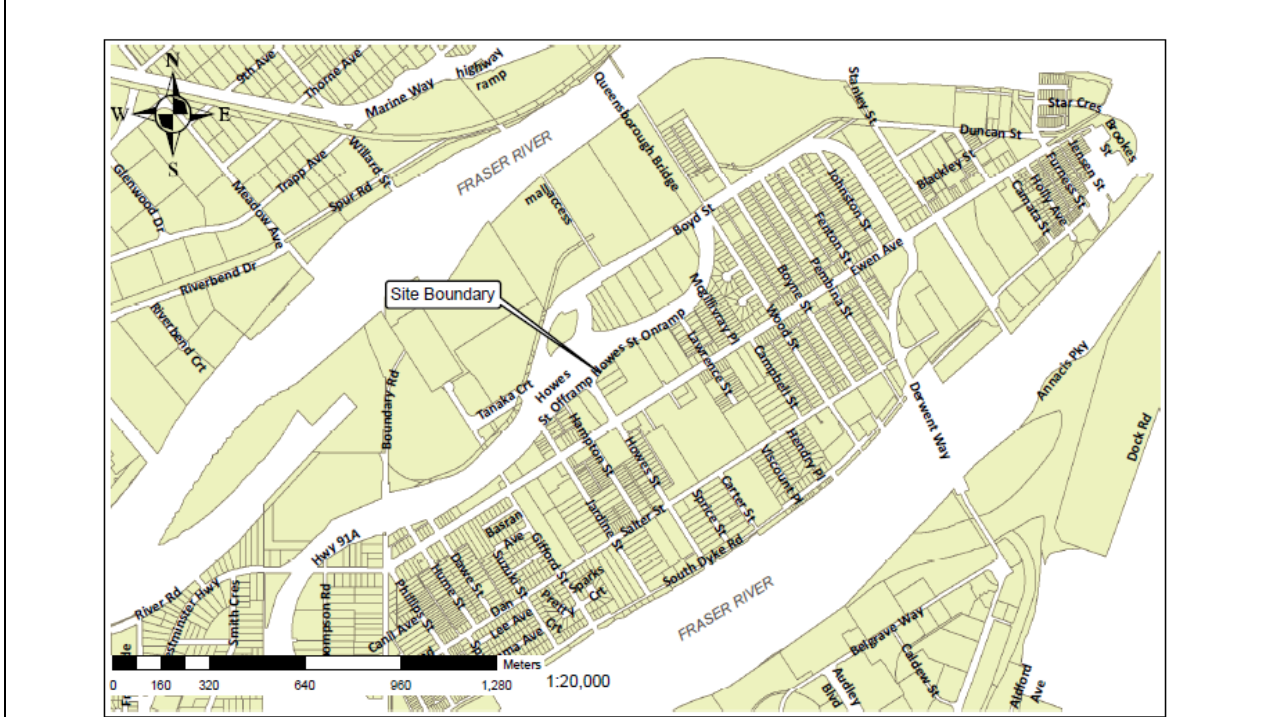 N
W
E
S
9th Ave
Thorne Ave
Marine Way
highway
ramp
Queensborough Bridge
Stanley St
Star Cres
Duncan St
Brookes
St
Jensen St
Furness St
Holly Ave
Camata St
Blackley St
Glenwood Dr
Trapp Ave
Willard St
Spur Rd
Meadow Ave
FRASER RIVER
mall
access
Boyd St
Johnston St
Fenton St
Ewen Ave
Pembina St
Boyne St
Wood St
Riverbend Dr
Riverbend Crt
Site Boundary
Mcgillivray Pl
Lawrence St
Campbell St
Howes St Onramp
Howes
St Offramp
Tanaka Crt
Boundary Rd
Hampton St
Howes St
Jardine St
Salter St
Hendry Pl
Viscount Pl
Carter St
Sprice St
South Dyke Rd
Derwent Way
Annacis Pky
Dock Rd
Hwy 91A
Basran
Ave
Gifford St
Suzuki St
Dawe St
Hume St
Phillips St
Dan
Lee Ave
Sparks
Crt
Prett
Crt
Canil Ave
River Rd
Smith Cres
FRASER RIVER
Belgrave Way
Caldew St
Audley
Blvd
Aldford
Ave
Meters
0 160 320 640 960 1,280
1:20,000